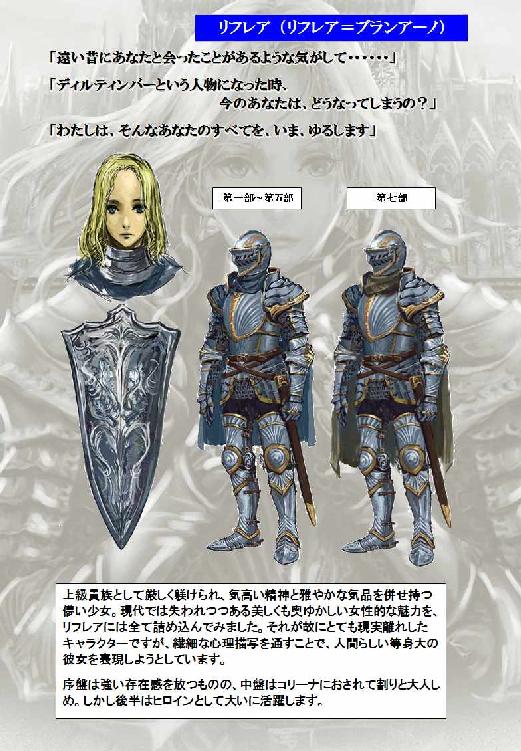 リフレア（リフレア＝ブランアーノ）
「遠い昔にあなたと会ったことがあるような気がして‥‥‥」
「ディルティンバーという人物になった時、
今のあなたは、どうなってしまうの？」
「わたしは、そんなあなたのすべてを、いま、ゆるします」
第一部～第五部
第七部
上級貴族として厳しく躾けられ、気高い精神と雅やかな気品を併せ持つ
儚い少女。現代では失われつつある美しくも奥ゆかしい女性的な魅力を、
リフレアには全て詰め込んでみました。それが故にとても現実離れした
キャラクターですが、繊細な心理描写を通すことで、人間らしい等身大の
彼女を表現しようとしています。
序盤は強い存在感を放つものの、中盤はコリーナにおされて割りと大人し
め。しかし後半はヒロインとして大いに活躍します。